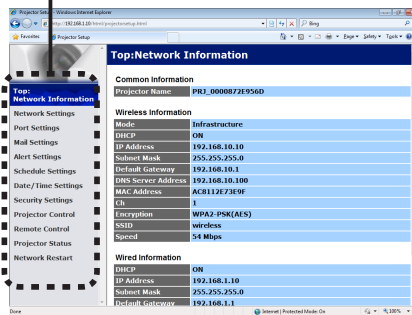 Projector Setup - Windows Internet Explorer
http://192.168.1.10/html/projectorsetup.html
Bing
Favorites Projector Setup
Page Safety Tools
Top:Network Information
Top:
Network Information
Network Settings
Port Settings
Mail Settings
Alert Settings
Schedule Settings
Date/Time Settings
Security Settings
Projector Control
Remote Control
Projector Status
Network Restart
Common Information
Projector Name PRJ_0000872E956D
Wireless Information
Mode Infrastructure
DHCP ON
IP Address 192.168.10.10
Subnet Mask 255.255.255.0
Default Gateway 192.168.10.1
DNS Server Address 192.168.10.100
MAC Address AC8112E73E9F
Ch 1
Encryption WPA2-PSK(AES)
SSID wireless
Speed 54 Mbps
Wired Information
DHCP ON
IP Address 192.168.1.10
Subnet Mask 255.255.255.0
Default Gateway 192.168.1.1
Done Internet | Protected Mode: On 100%